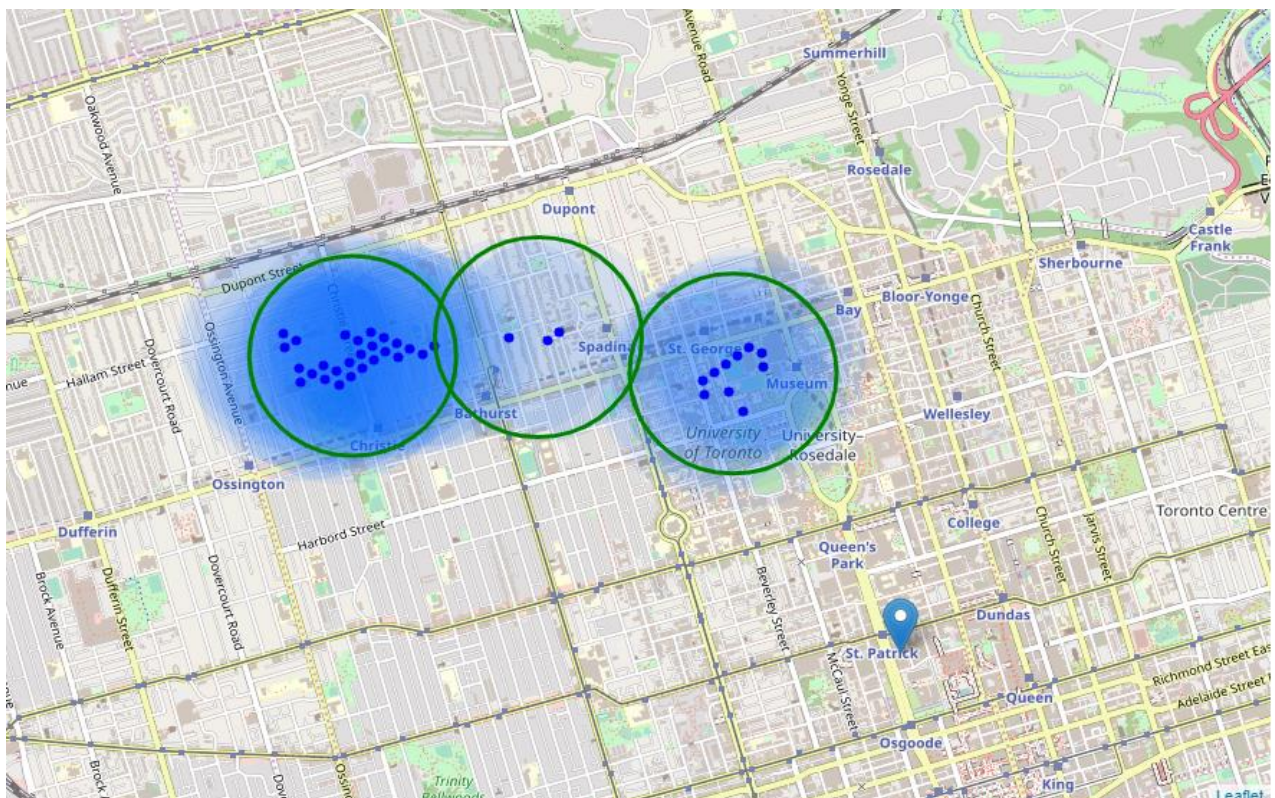 Summerhill
Avenue Road
Yonge Street
Oakwood Avenue
Rosedale
Dupont
Castle
Frank
Sherbourne
Dupont Street
Bloor-Yonge
Bay
Church Street
Ossington Avenue
Dovercourt Road
Hallam Street
Spadina
St. George
Museum
Bathurst
Wellesley
Christie
University
of Toronto
University–
Rosedale
Ossington
Toronto Centre
College
Dufferin
Harbord Street
Church Street
Jarvis Street
Queen's
Park
Brock Avenue
Dufferin Street
Dovercourt Road
Beverley Street
Dundas
St. Patrick
McCaul Street
Richmond Street East
Queen
Adelaide Street
Osgoode
Trinity
Bellwoods
King
Leaflet